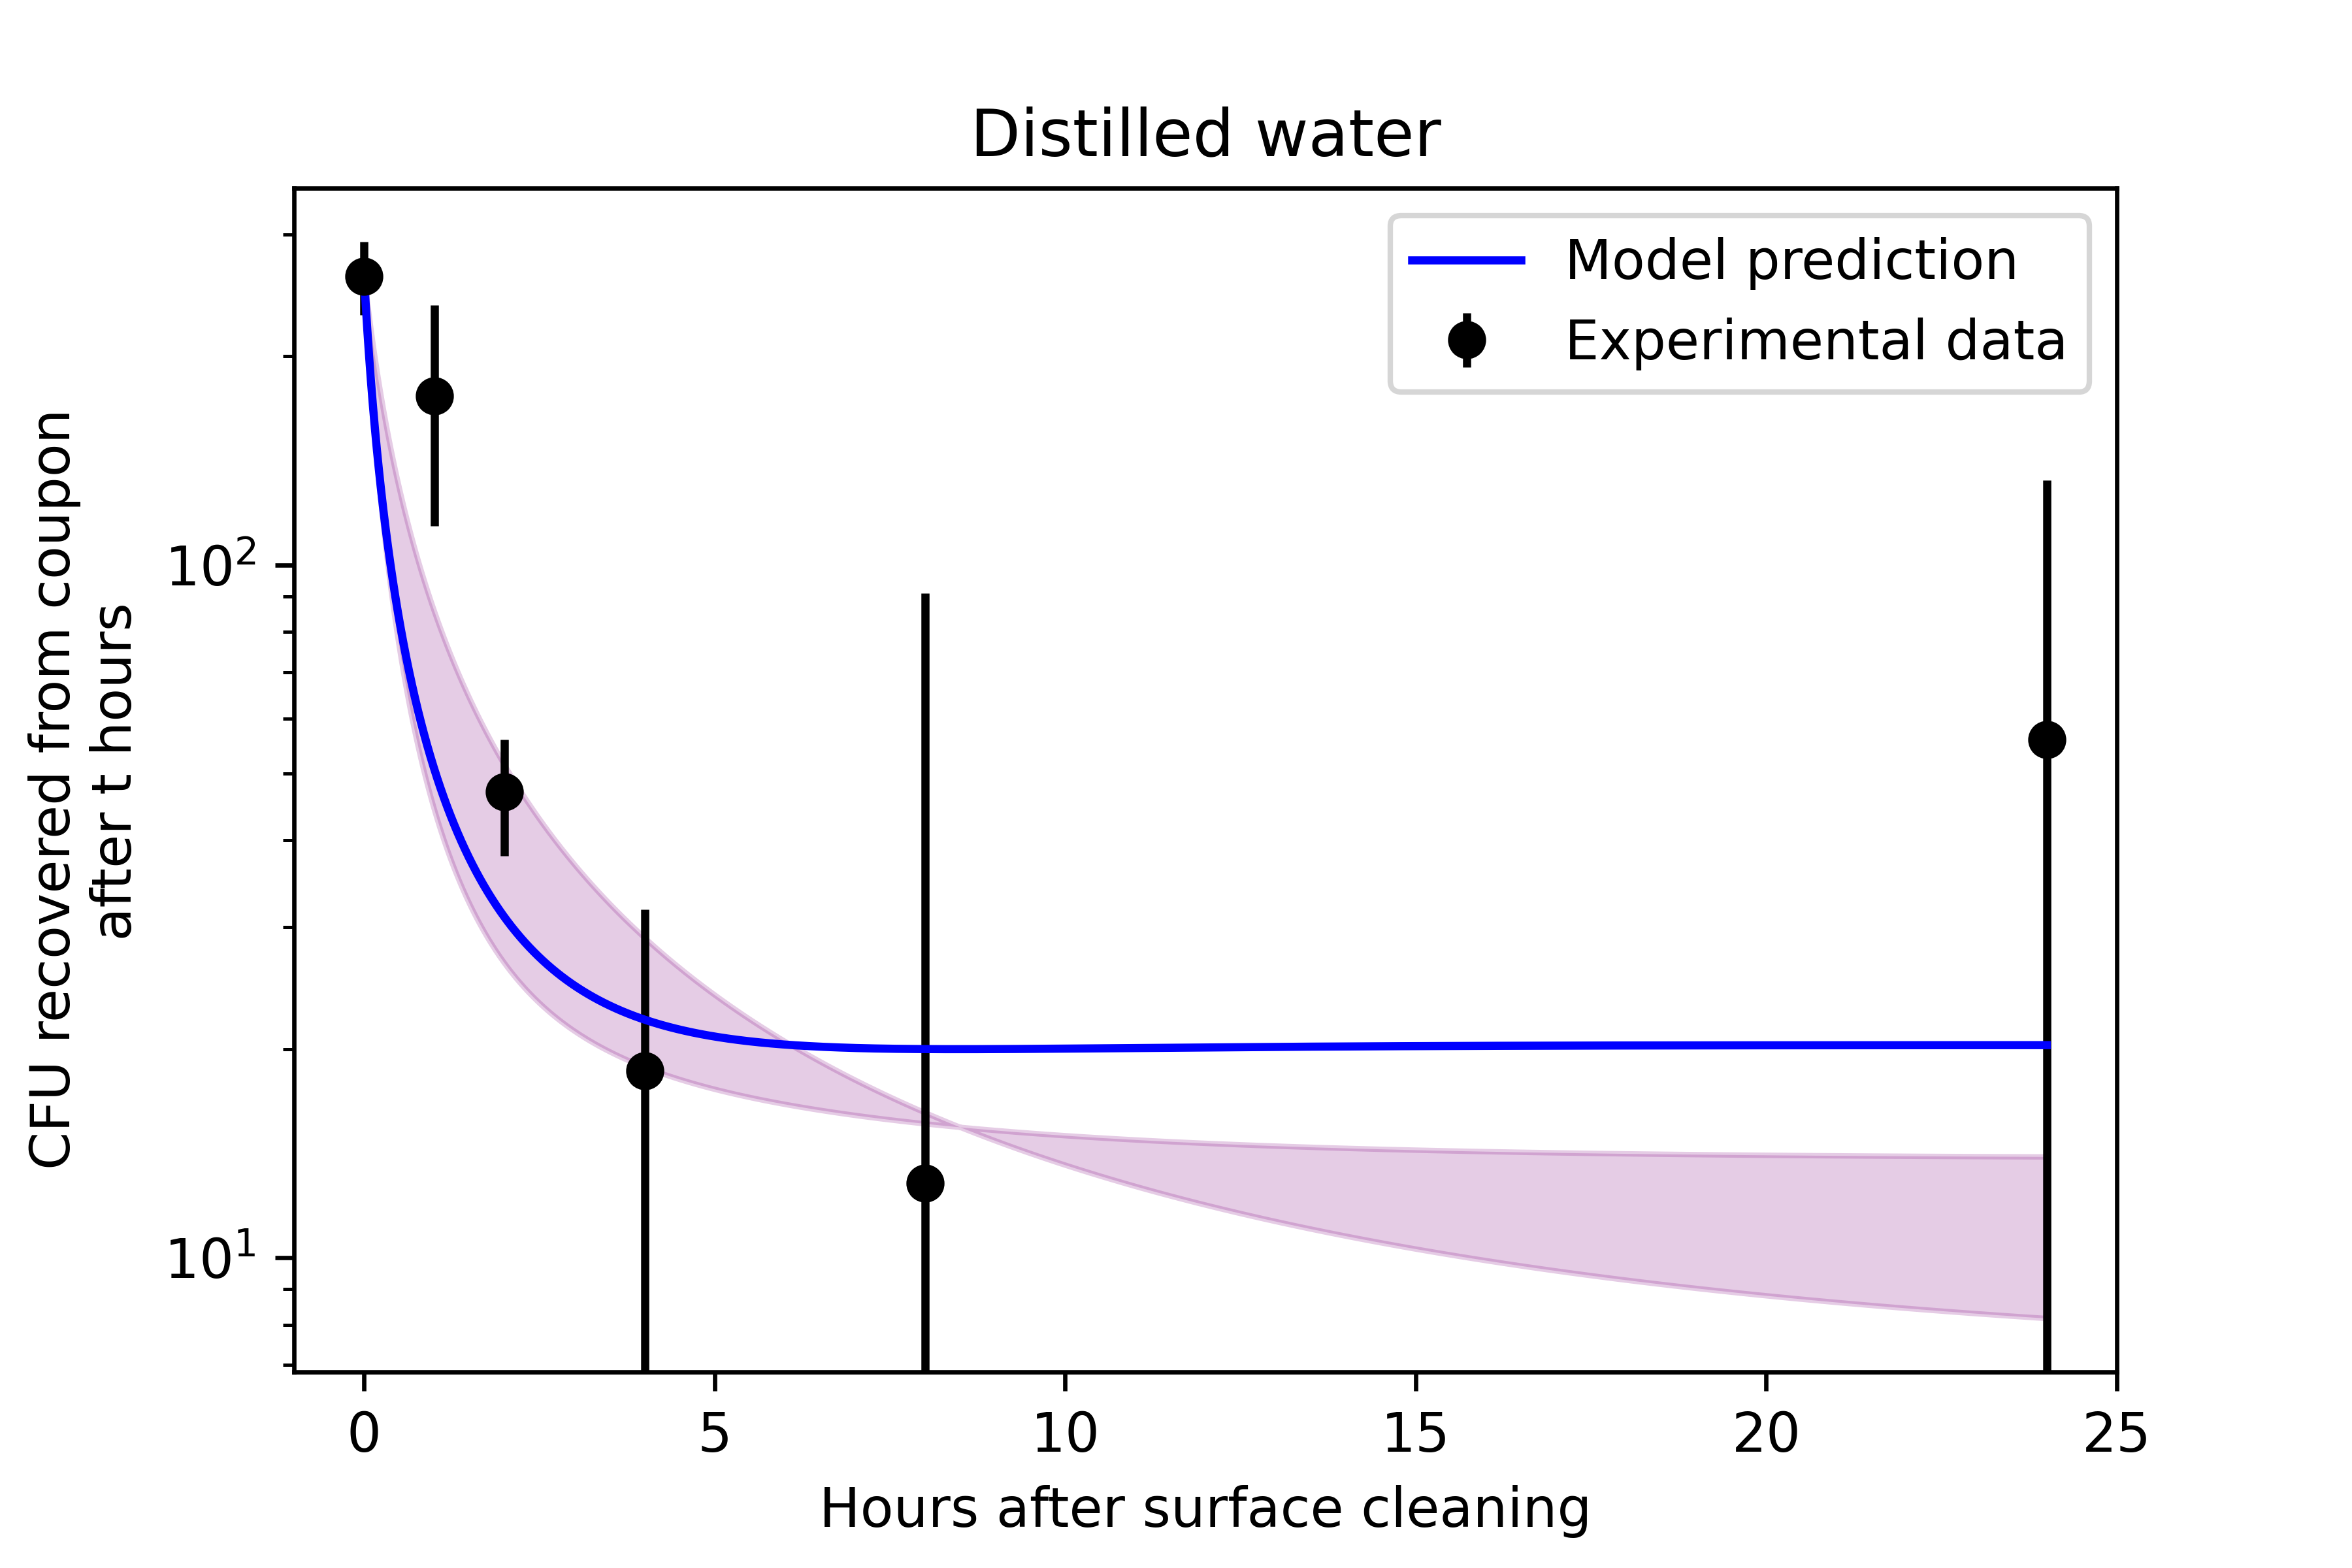 Distilled water
Model prediction
Experimental data
CFU recovered from coupon
after t hours
10²
10¹
0 5 10 15 20 25
Hours after surface cleaning